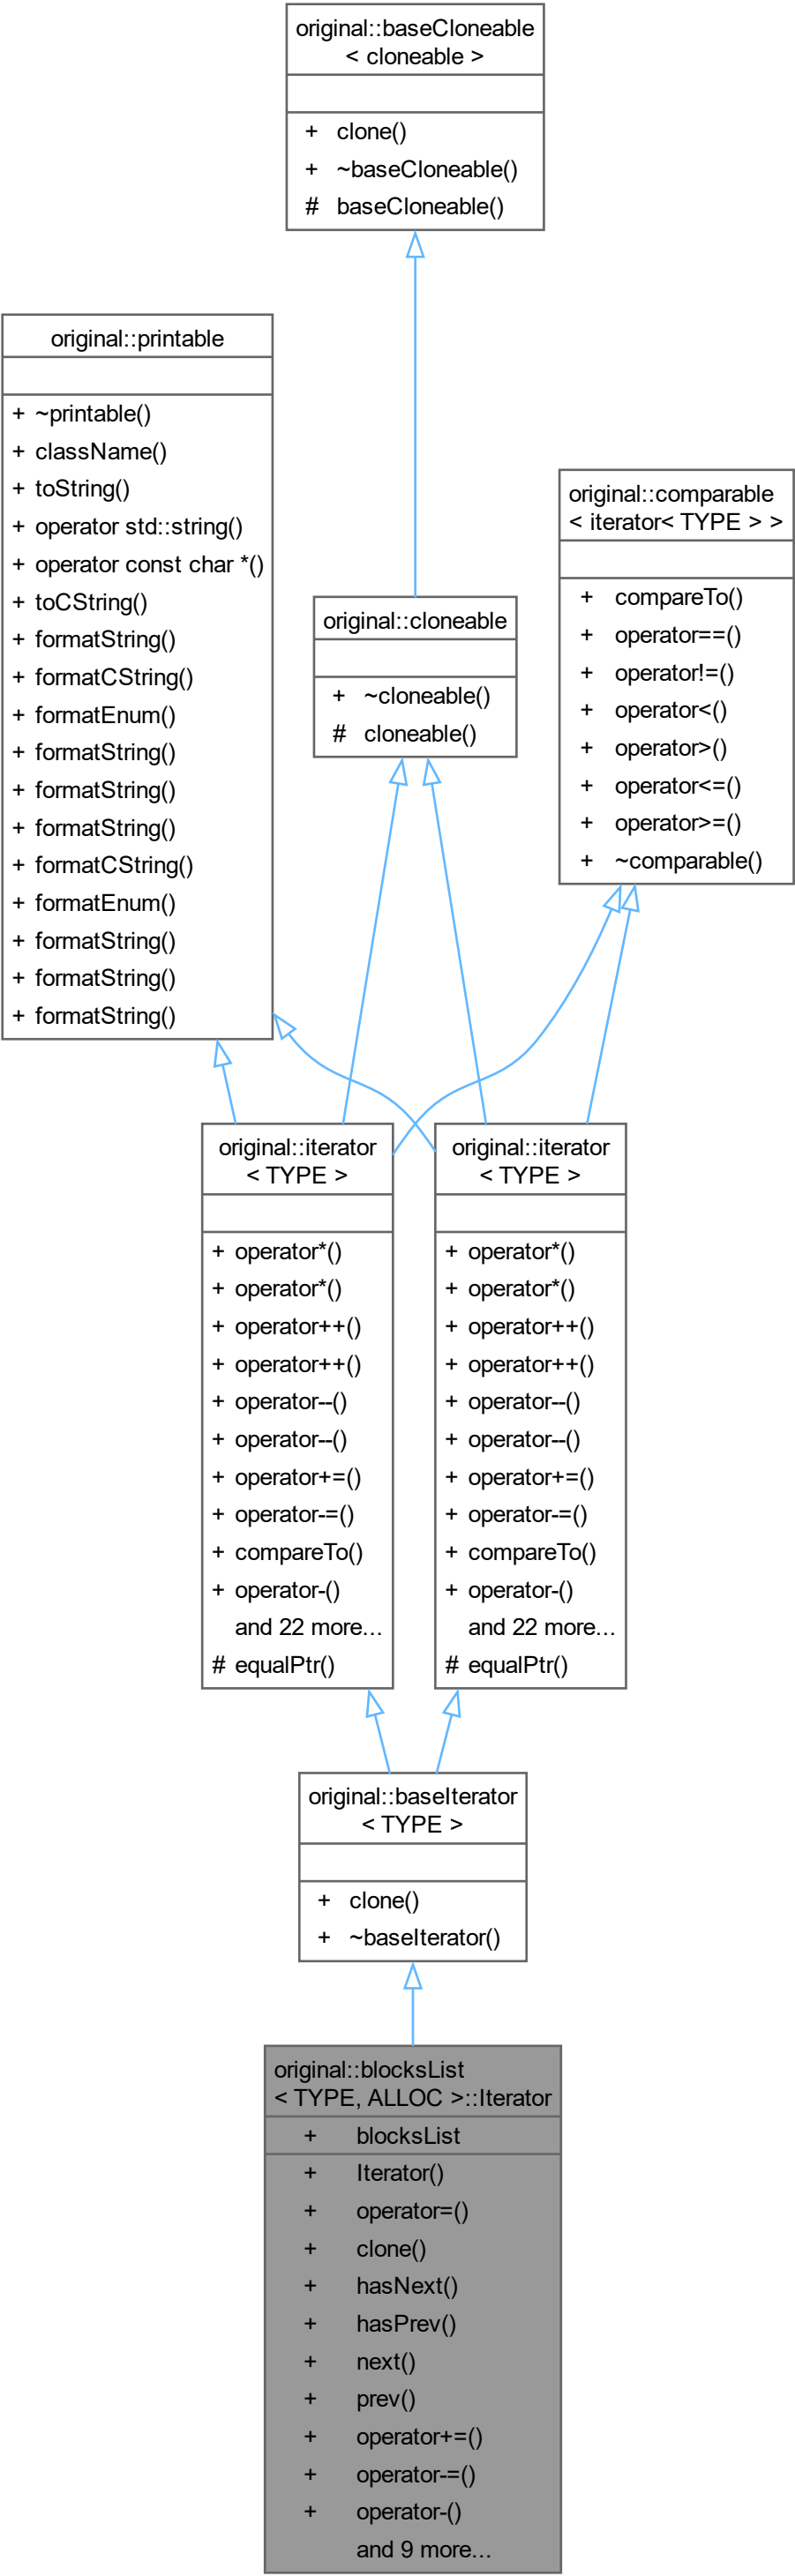 original::baseCloneable
< cloneable >
+ clone()
+ ~baseCloneable()
# baseCloneable()
original::printable
+ ~printable()
+ className()
+ toString()
+ operator std::string()
+ operator const char *()
+ toCString()
+ formatString()
+ formatCString()
+ formatEnum()
+ formatString()
+ formatString()
+ formatString()
+ formatCString()
+ formatEnum()
+ formatString()
+ formatString()
+ formatString()
original::comparable
< iterator< TYPE > >
+ compareTo()
+ operator==()
+ operator!=()
+ operator<()
+ operator>()
+ operator<=()
+ operator>=()
+ ~comparable()
original::cloneable
+ ~cloneable()
# cloneable()
original::iterator
< TYPE >
+ operator*()
+ operator*()
+ operator++()
+ operator++()
+ operator--()
+ operator--()
+ operator+=()
+ operator-=()
+ compareTo()
+ operator-()
and 22 more...
# equalPtr()
original::iterator
< TYPE >
+ operator*()
+ operator*()
+ operator++()
+ operator++()
+ operator--()
+ operator--()
+ operator+=()
+ operator-=()
+ compareTo()
+ operator-()
and 22 more...
# equalPtr()
original::baseIterator
< TYPE >
+ clone()
+ ~baseIterator()
original::blocksList
< TYPE, ALLOC >::Iterator
+ blocksList
+ Iterator()
+ operator=()
+ clone()
+ hasNext()
+ hasPrev()
+ next()
+ prev()
+ operator+=()
+ operator-=()
+ operator-()
and 9 more...